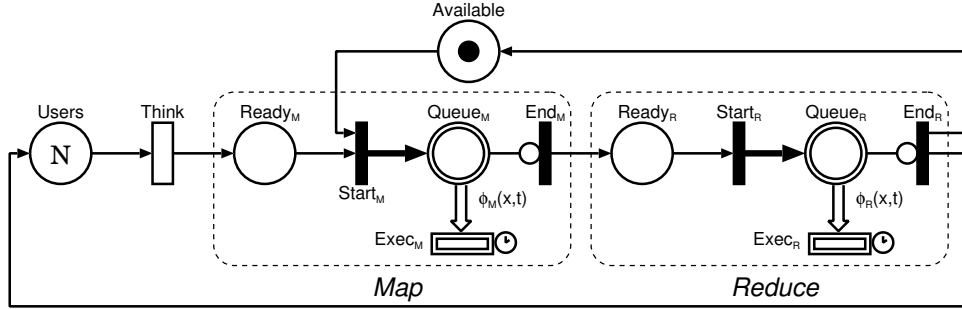 Available
Users Think Ready_M Queue_M End_M Ready_R Start_R Queue_R End_R
N
Start_M
ϕ_M(x,t) ϕ_R(x,t)
Exec_M Exec_R
Map Reduce